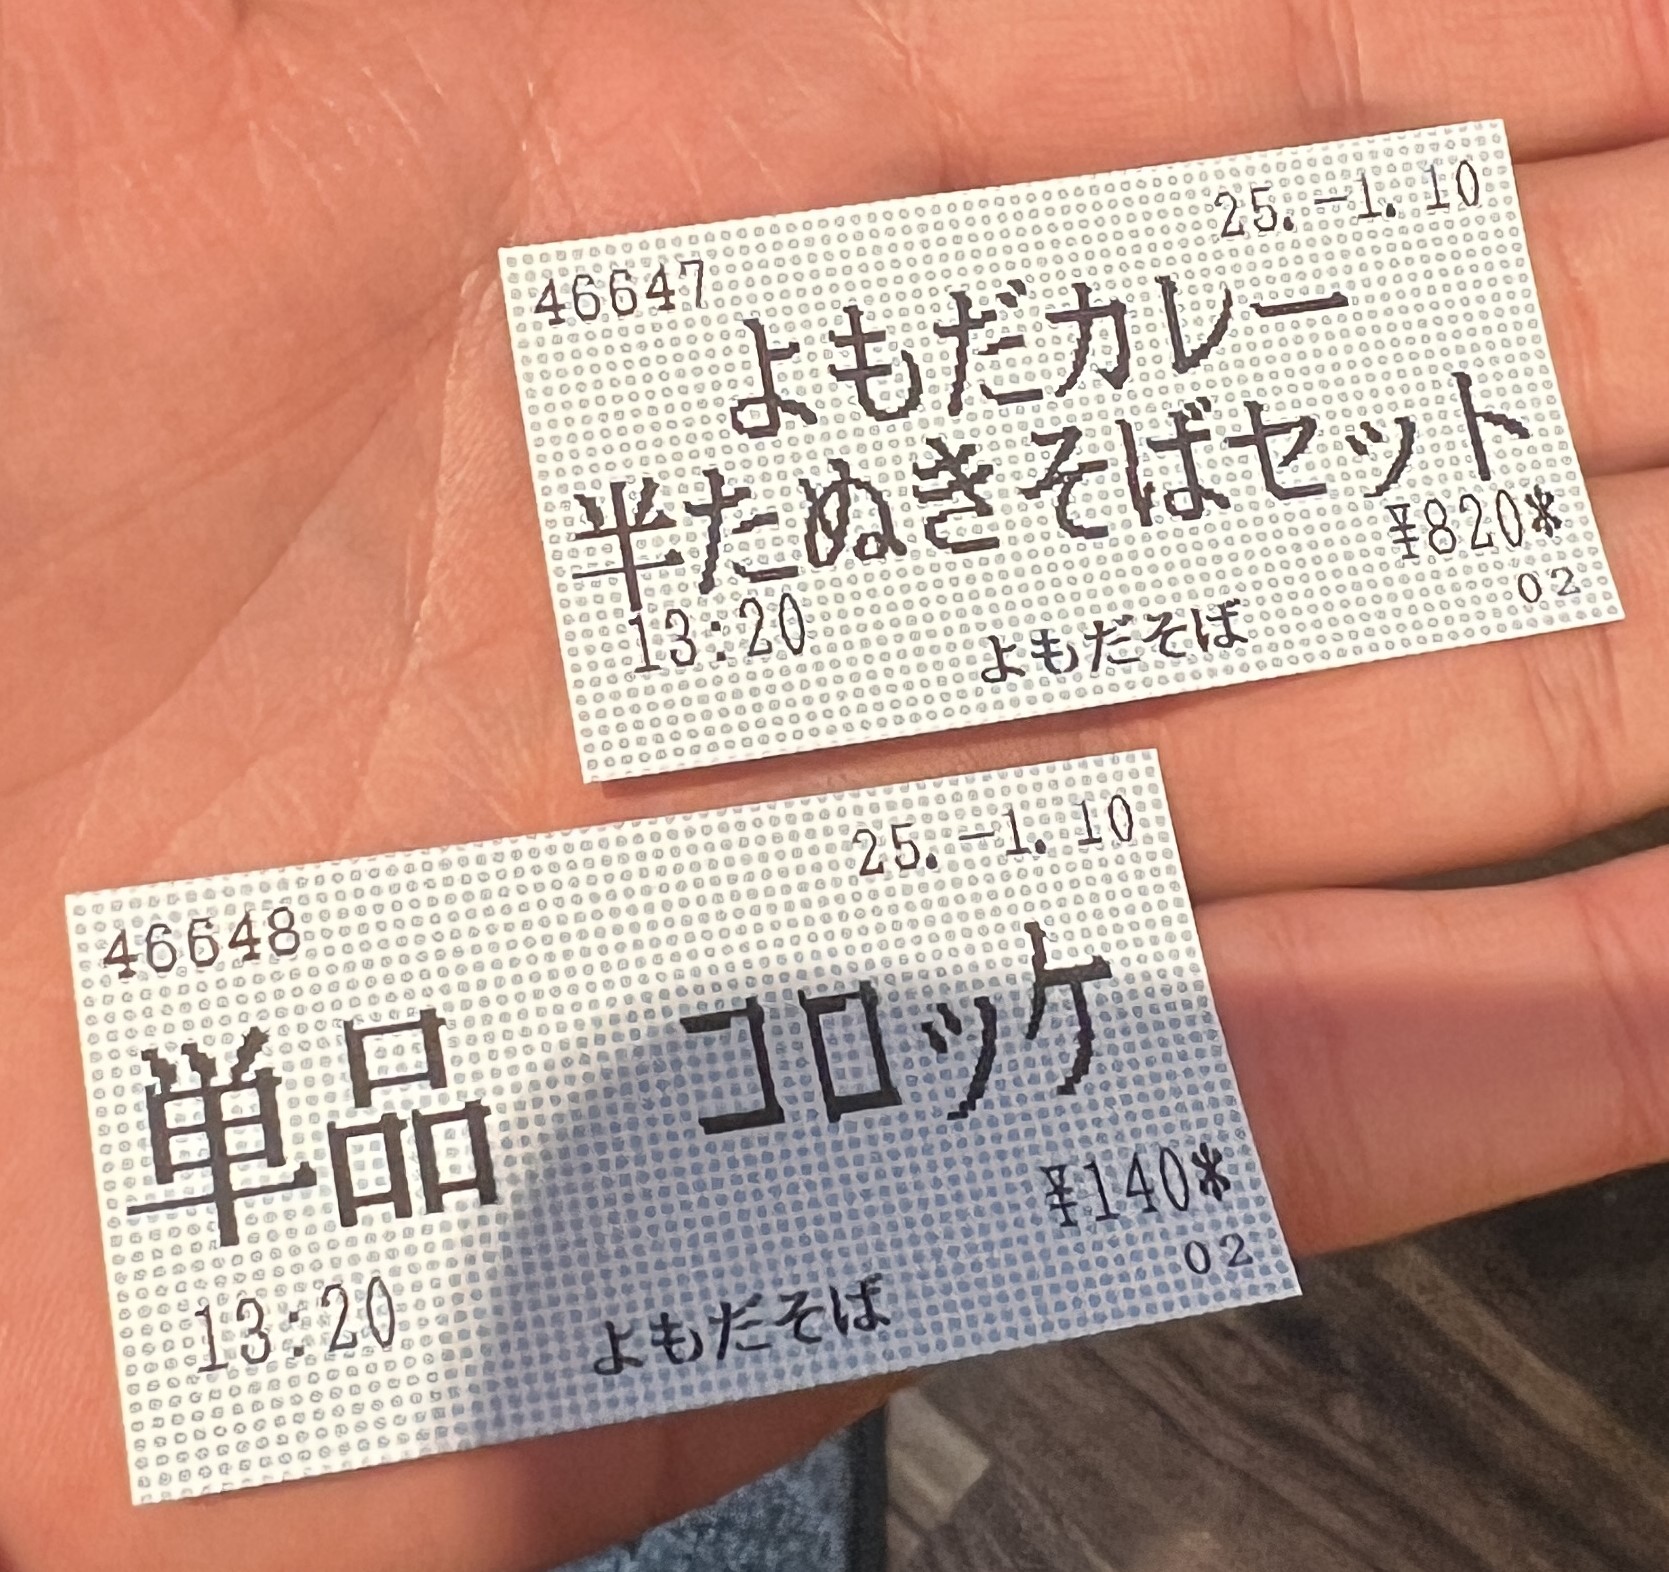 25.-1.10
46647
よもだカレー
半たぬきそばセット
¥820*
13:20
02
よもだそば
25.-1.10
46648
単品 コロッケ
¥140*
13:20
02
よもだそば